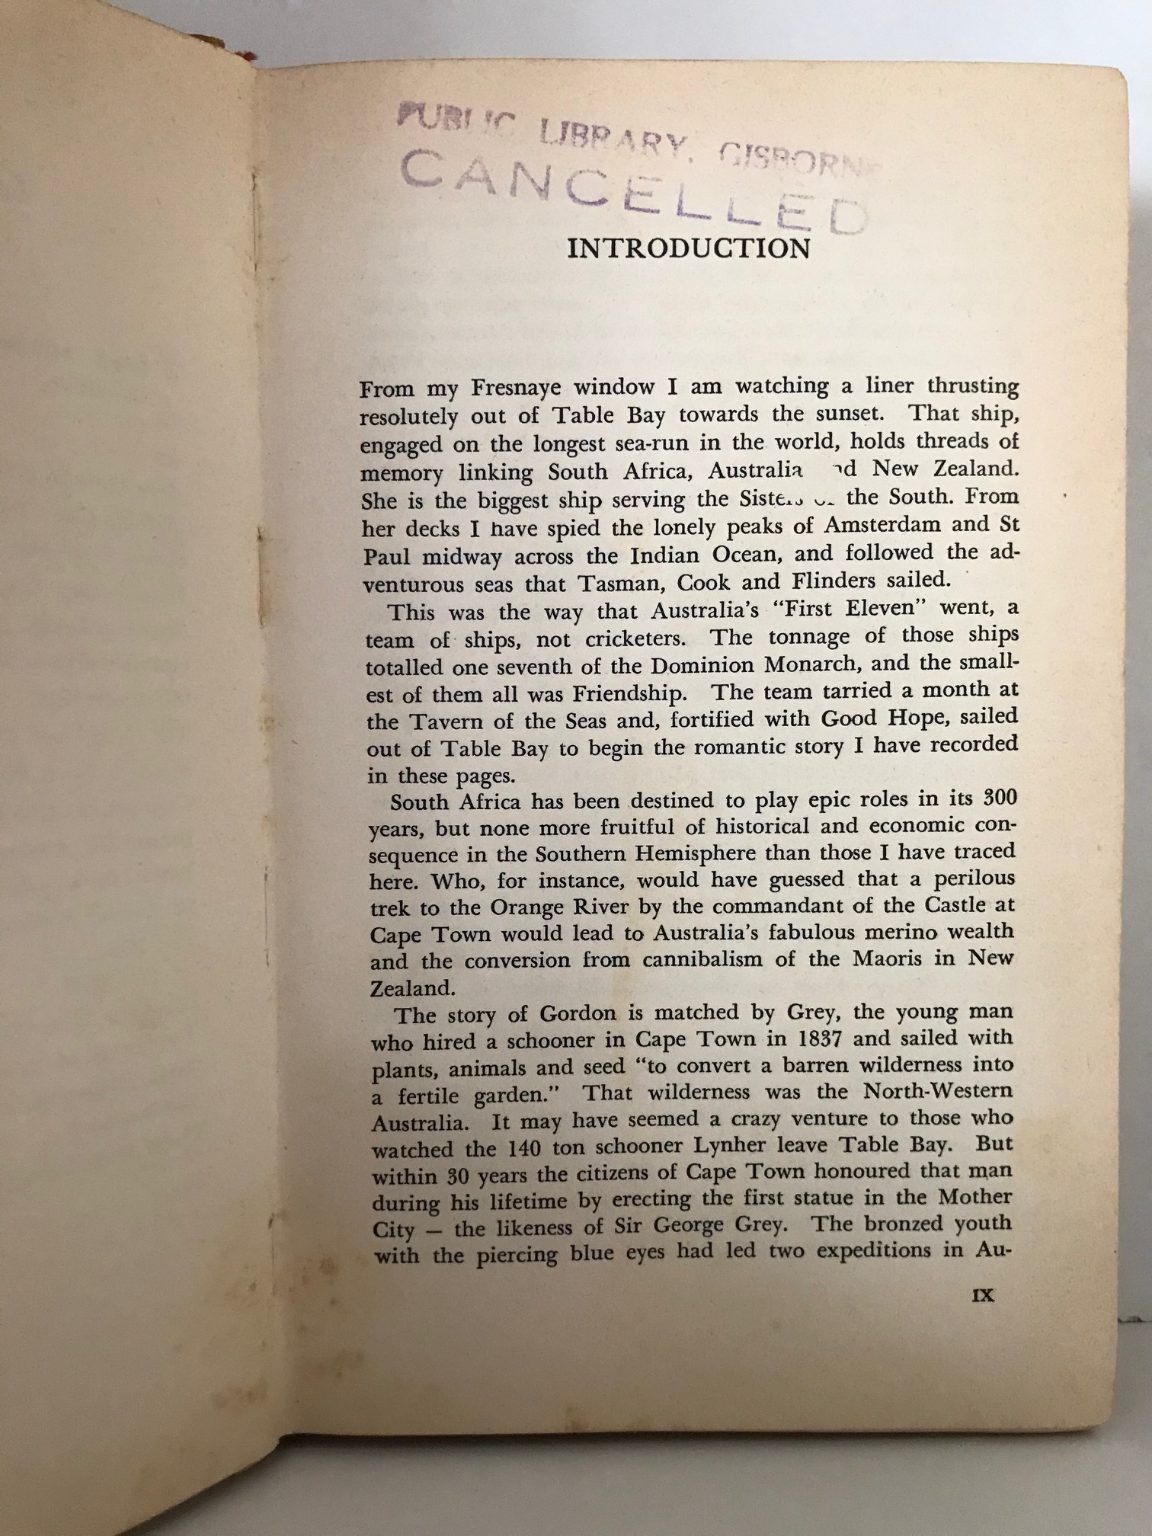 PUBLIC LIBRARY, GISBORNE
CANCELLED
INTRODUCTION
From my Fresnaye window I am watching a liner thrusting
resolutely out of Table Bay towards the sunset. That ship,
engaged on the longest sea-run in the world, holds threads of
memory linking South Africa, Australia nd New Zealand.
She is the biggest ship serving the Sisters the South. From
her decks I have spied the lonely peaks of Amsterdam and St
Paul midway across the Indian Ocean, and followed the ad-
venturous seas that Tasman, Cook and Flinders sailed.
This was the way that Australia's "First Eleven" went, a
team of ships, not cricketers. The tonnage of those ships
totalled one seventh of the Dominion Monarch, and the small-
est of them all was Friendship. The team tarried a month at
the Tavern of the Seas and, fortified with Good Hope, sailed
out of Table Bay to begin the romantic story I have recorded
in these pages.
South Africa has been destined to play epic roles in its 300
years, but none more fruitful of historical and economic con-
sequence in the Southern Hemisphere than those I have traced
here. Who, for instance, would have guessed that a perilous
trek to the Orange River by the commandant of the Castle at
Cape Town would lead to Australia's fabulous merino wealth
and the conversion from cannibalism of the Maoris in New
Zealand.
The story of Gordon is matched by Grey, the young man
who hired a schooner in Cape Town in 1837 and sailed with
plants, animals and seed "to convert a barren wilderness into
a fertile garden." That wilderness was the North-Western
Australia. It may have seemed a crazy venture to those who
watched the 140 ton schooner Lynher leave Table Bay. But
within 30 years the citizens of Cape Town honoured that man
during his lifetime by erecting the first statue in the Mother
City — the likeness of Sir George Grey. The bronzed youth
with the piercing blue eyes had led two expeditions in Au-
IX